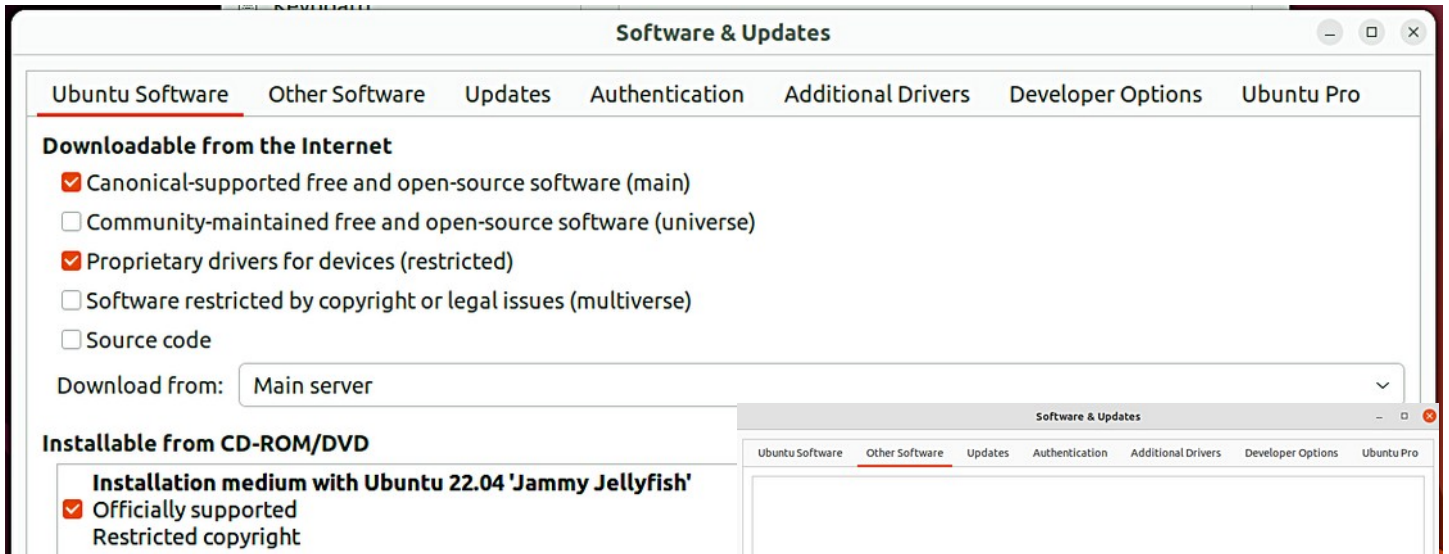 Keyboard
Software & Updates
Ubuntu Software Other Software Updates Authentication Additional Drivers Developer Options Ubuntu Pro
Downloadable from the Internet
Canonical-supported free and open-source software (main)
Community-maintained free and open-source software (universe)
Proprietary drivers for devices (restricted)
Software restricted by copyright or legal issues (multiverse)
Source code
Download from: Main server
Installable from CD-ROM/DVD
Installation medium with Ubuntu 22.04 'Jammy Jellyfish'
Officially supported
Restricted copyright
Software & Updates
Ubuntu Software Other Software Updates Authentication Additional Drivers Developer Options Ubuntu Pro